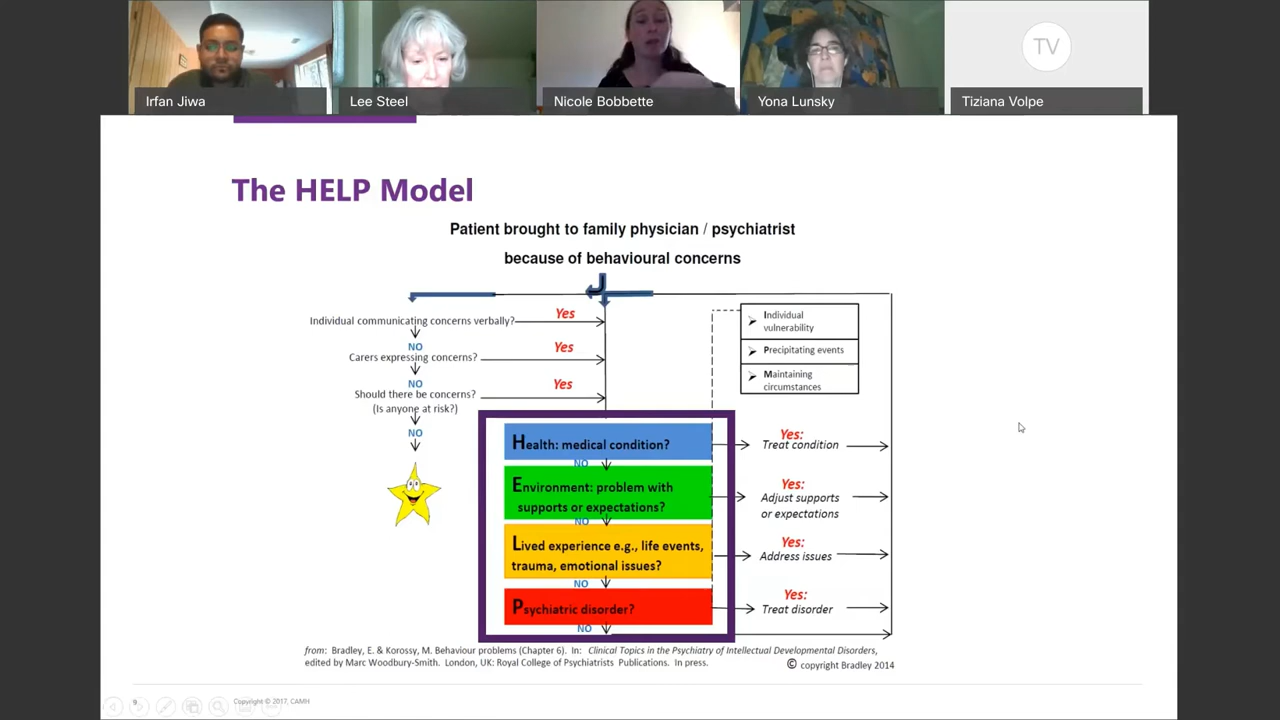 TV
Irfan Jiwa
Lee Steel
Nicole Bobbette
Yona Lunsky
Tiziana Volpe
The HELP Model
Patient brought to family physician / psychiatrist
because of behavioural concerns
Individual communicating concerns verbally?
Yes
NO
Carers expressing concerns?
Yes
NO
Should there be concerns?
(Is anyone at risk?)
Yes
NO
Individual
vulnerability
Precipitating events
Maintaining
circumstances
Health: medical condition?
Yes:
Treat condition
NO
Environment: problem with
supports or expectations?
Yes:
Adjust supports
or expectations
NO
Lived experience e.g., life events,
trauma, emotional issues?
Yes:
Address issues
NO
Psychiatric disorder?
Yes:
Treat disorder
NO
from: Bradley, E. & Korossy, M. Behaviour problems (Chapter 6). In: Clinical Topics in the Psychiatry of Intellectual Developmental Disorders,
edited by Marc Woodbury-Smith. London, UK: Royal College of Psychiatrists Publications. In press.
© copyright Bradley 2014
9
Copyright © 2017, CAMH